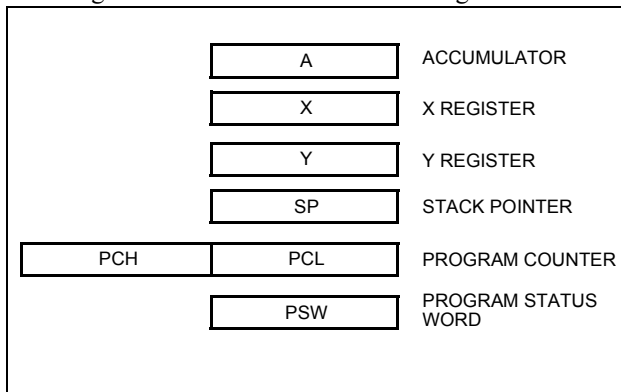 A ACCUMULATOR
X X REGISTER
Y Y REGISTER
SP STACK POINTER
PCH PCL PROGRAM COUNTER
PSW PROGRAM STATUS
WORD